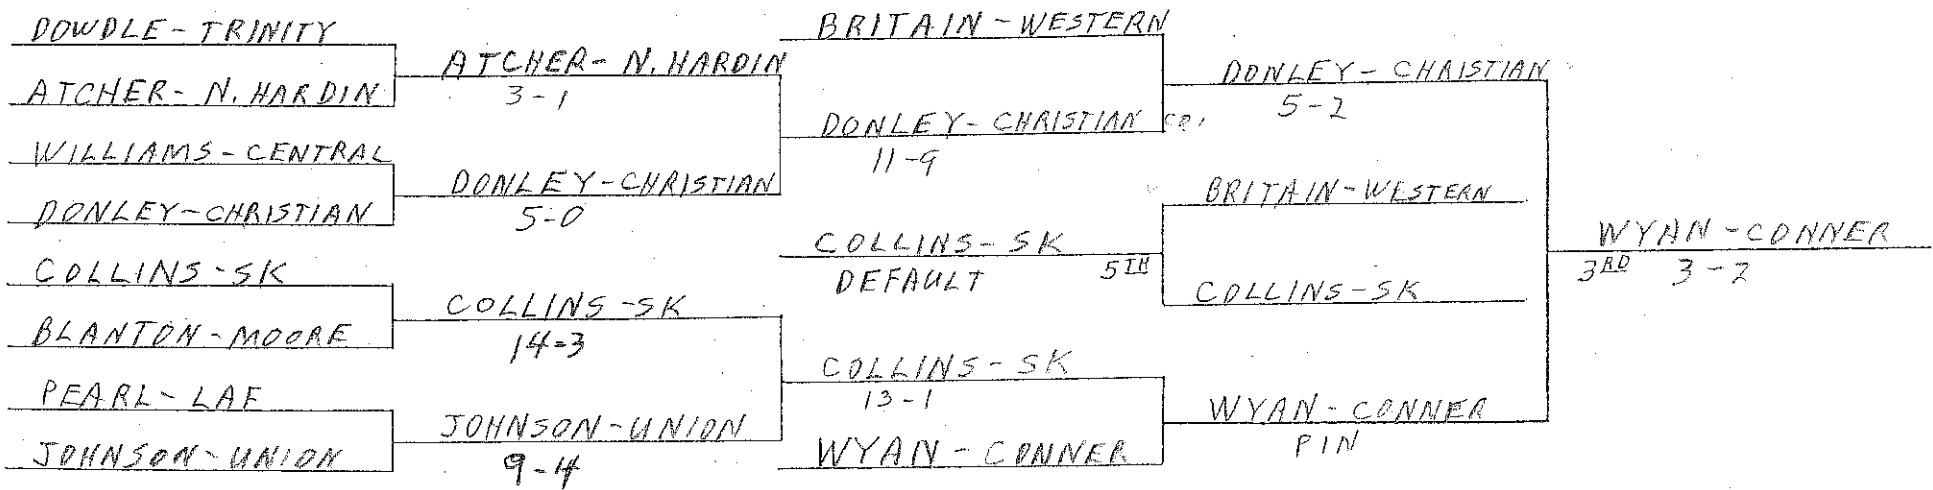 DOWDLE - TRINITY
ATCHER - N. HARDIN
WILLIAMS - CENTRAL
DONLEY - CHRISTIAN
COLLINS - SK
BLANTON - MOORE
PEARL - LAF
JOHNSON - UNION
ATCHER - N. HARDIN
3-1
DONLEY - CHRISTIAN
5-0
COLLINS - SK
14-3
JOHNSON - UNION
9-4
BRITAIN - WESTERN
DONLEY - CHRISTIAN CO.
11-9
COLLINS - SK
DEFAULT
5TH
COLLINS - SK
13-1
WYAN - CONNER
DONLEY - CHRISTIAN
5-2
BRITAIN - WESTERN
COLLINS - SK
WYAN - CONNER
PIN
WYAN - CONNER
3RD 3-2